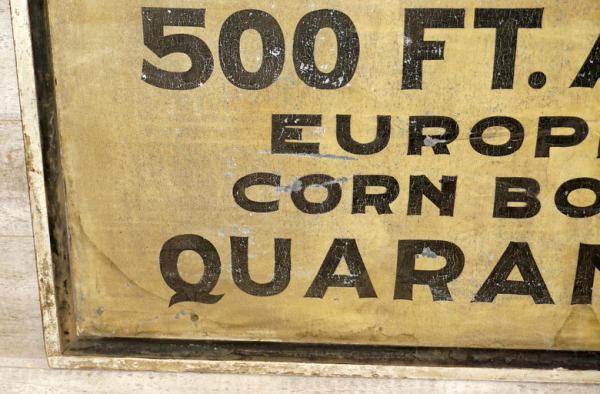 500 FT. A
EUROP
CORN BO
QUARAN